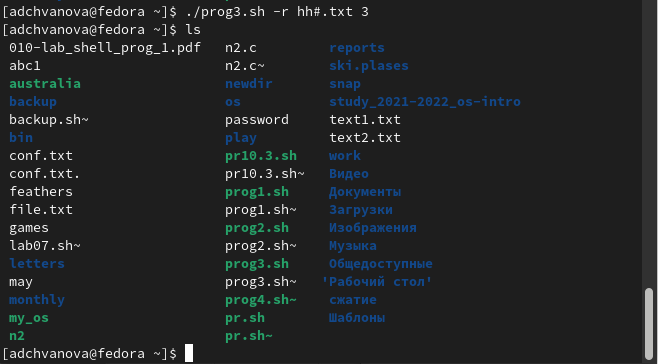 [adchvanova@fedora ~]$ ./prog3.sh -r hh#.txt 3
[adchvanova@fedora ~]$ ls
010-lab_shell_prog_1.pdf n2.c reports
abc1 n2.c~ ski.plases
australia newdir snap
backup os study_2021-2022_os-intro
backup.sh~ password text1.txt
bin play text2.txt
conf.txt pr10.3.sh work
conf.txt. pr10.3.sh~ Видео
feathers prog1.sh Документы
file.txt prog1.sh~ Загрузки
games prog2.sh Изображения
lab07.sh~ prog2.sh~ Музыка
letters prog3.sh Общедоступные
may prog3.sh~ 'Рабочий стол'
monthly prog4.sh~ сжатие
my_os pr.sh Шаблоны
n2 pr.sh~
[adchvanova@fedora ~]$